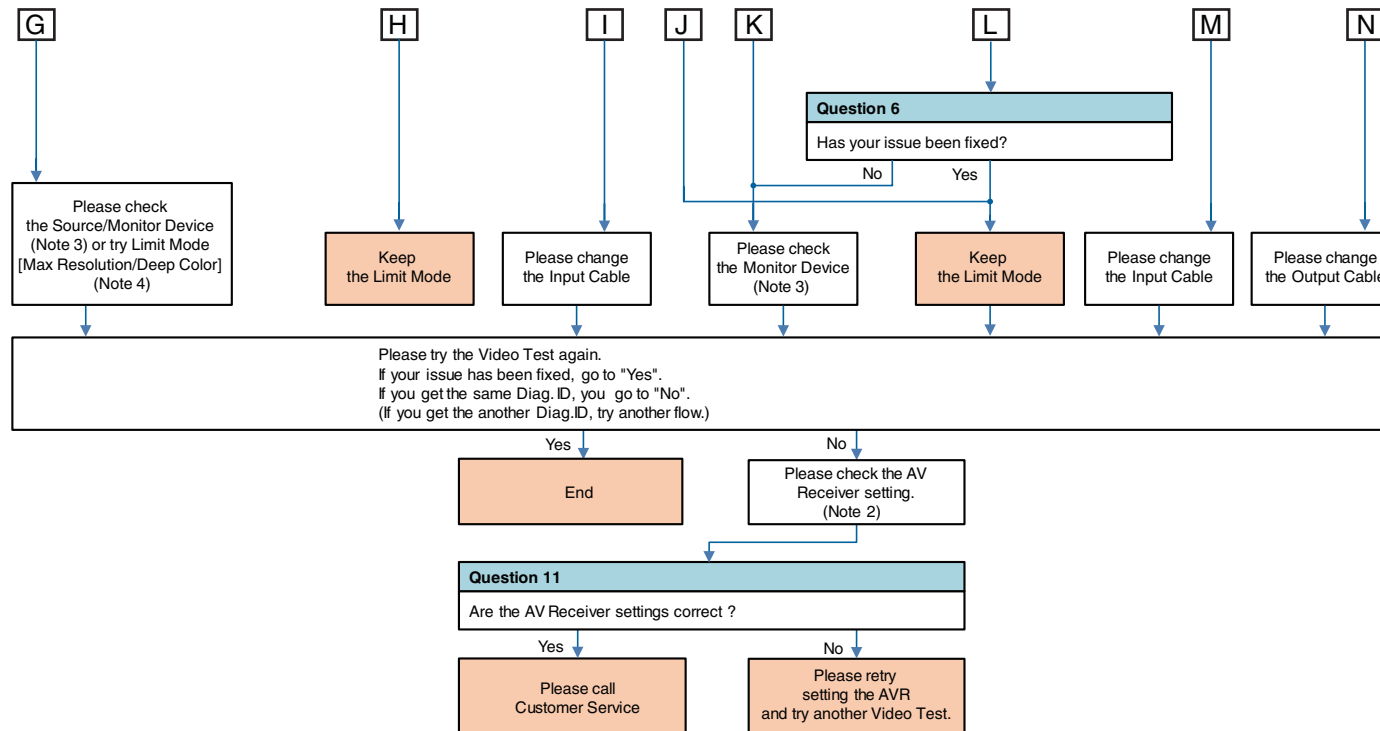 G
H
I
J
K
L
M
N
Question 6
Has your issue been fixed?
No
Yes
Please check
the Source/Monitor Device
(Note 3) or try Limit Mode
[Max Resolution/Deep Color]
(Note 4)
Keep
the Limit Mode
Please change
the Input Cable
Please check
the Monitor Device
(Note 3)
Keep
the Limit Mode
Please change
the Input Cable
Please change
the Output Cable
Please try the Video Test again.
If your issue has been fixed, go to "Yes".
If you get the same Diag. ID, you go to "No".
(If you get the another Diag.ID, try another flow.)
Yes
No
End
Please check the AV
Receiver setting.
(Note 2)
Question 11
Are the AV Receiver settings correct ?
Yes
No
Please call
Customer Service
Please retry
setting the AVR
and try another Video Test.